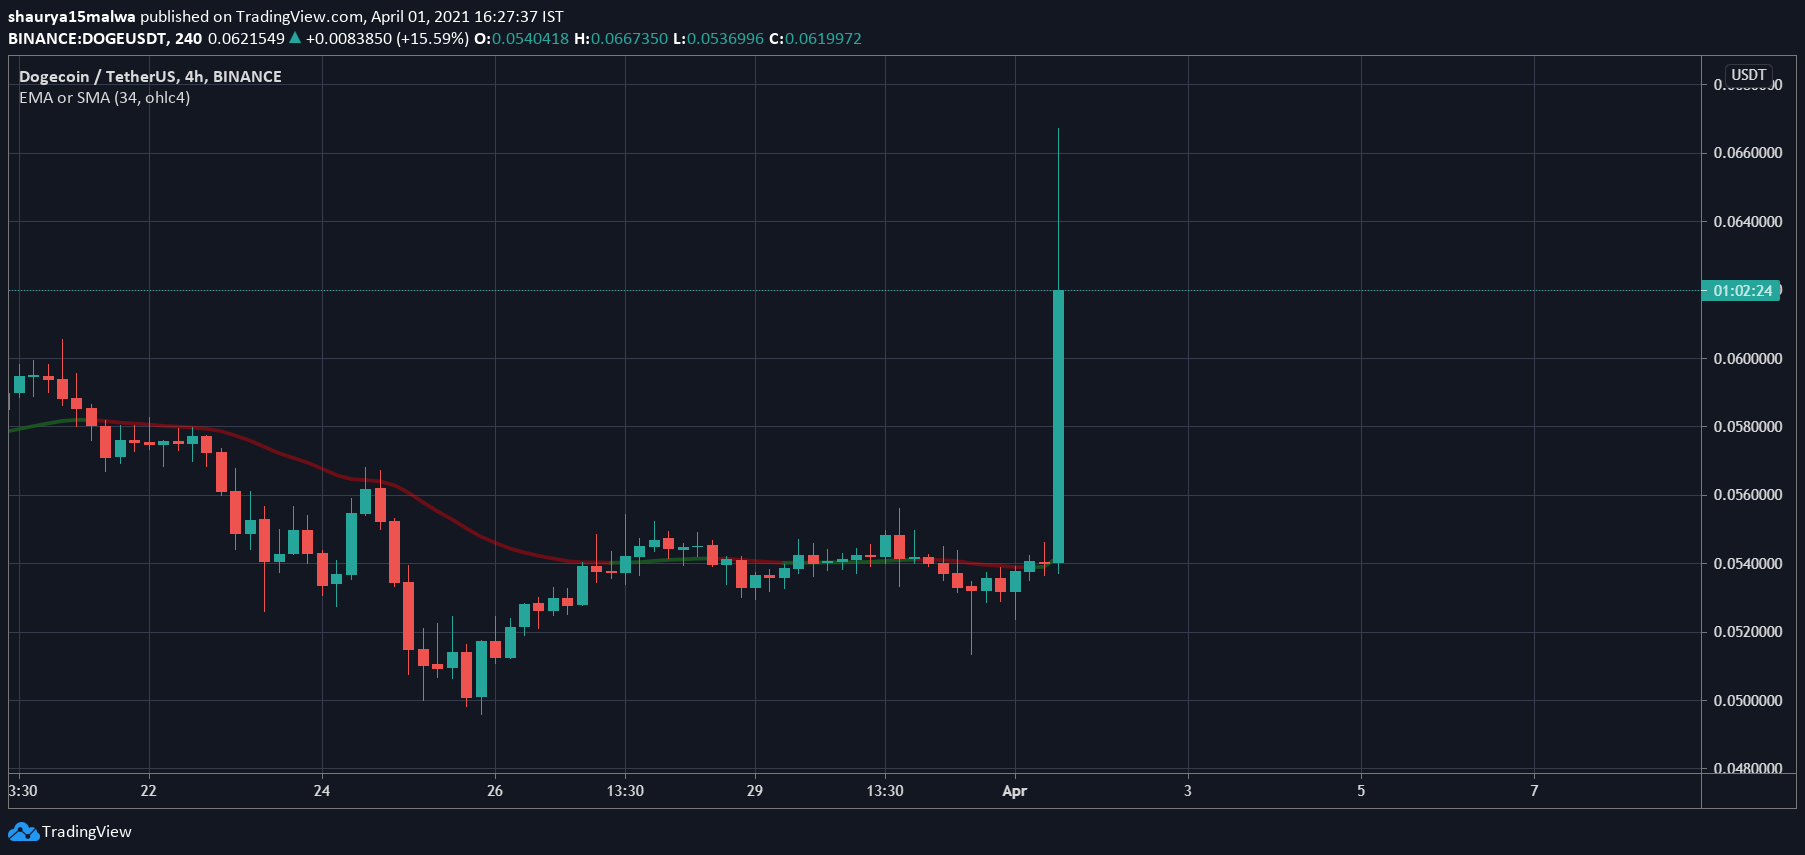 shaurya15malwa published on TradingView.com, April 01, 2021 16:27:37 IST
BINANCE:DOGEUSDT, 240 0.0621549 ▲ +0.0083850 (+15.59%) O:0.0540418 H:0.0667350 L:0.0536996 C:0.0619972
Dogecoin / TetherUS, 4h, BINANCE
EMA or SMA (34, ohlc4)
USDT
0.0660000
0.0640000
01:02:24
0.0600000
0.0580000
0.0560000
0.0540000
0.0520000
0.0500000
0.0480000
3:30 22 24 26 13:30 29 13:30 Apr 3 5 7
TradingView